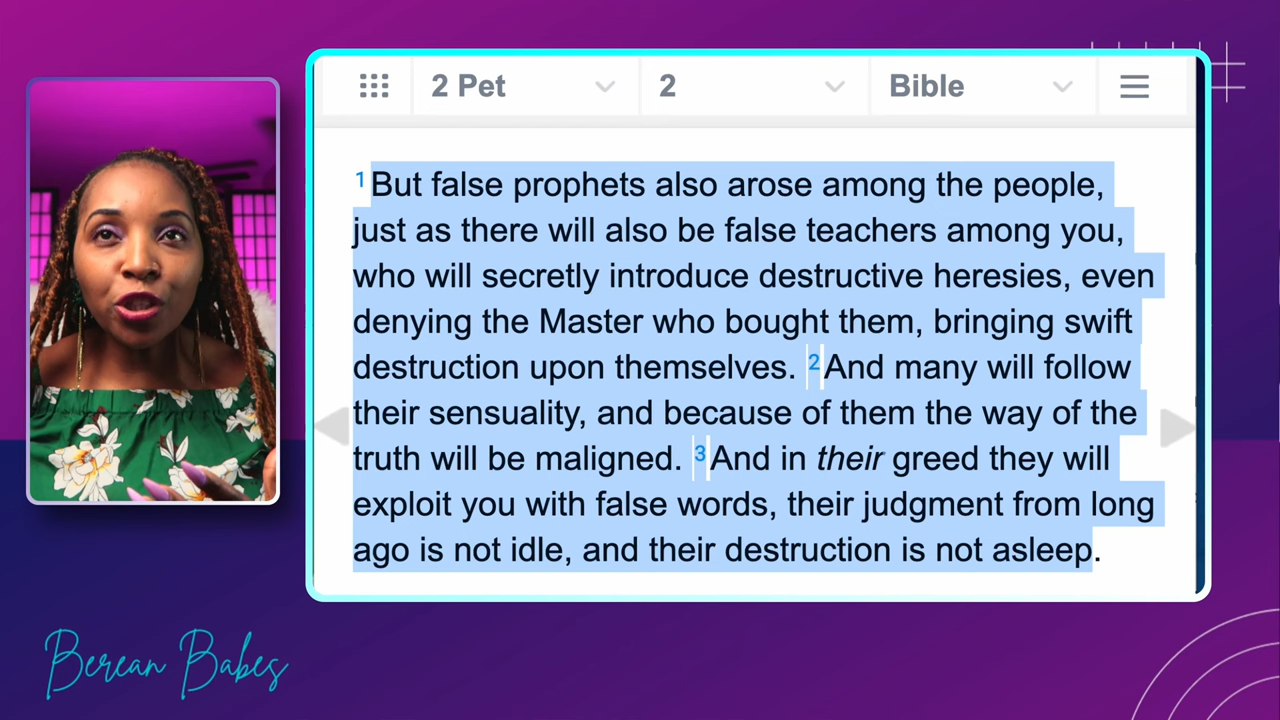 2 Pet 2 Bible
1 But false prophets also arose among the people,
just as there will also be false teachers among you,
who will secretly introduce destructive heresies, even
denying the Master who bought them, bringing swift
destruction upon themselves. 2 And many will follow
their sensuality, and because of them the way of the
truth will be maligned. 3 And in their greed they will
exploit you with false words, their judgment from long
ago is not idle, and their destruction is not asleep.
Berean Babes